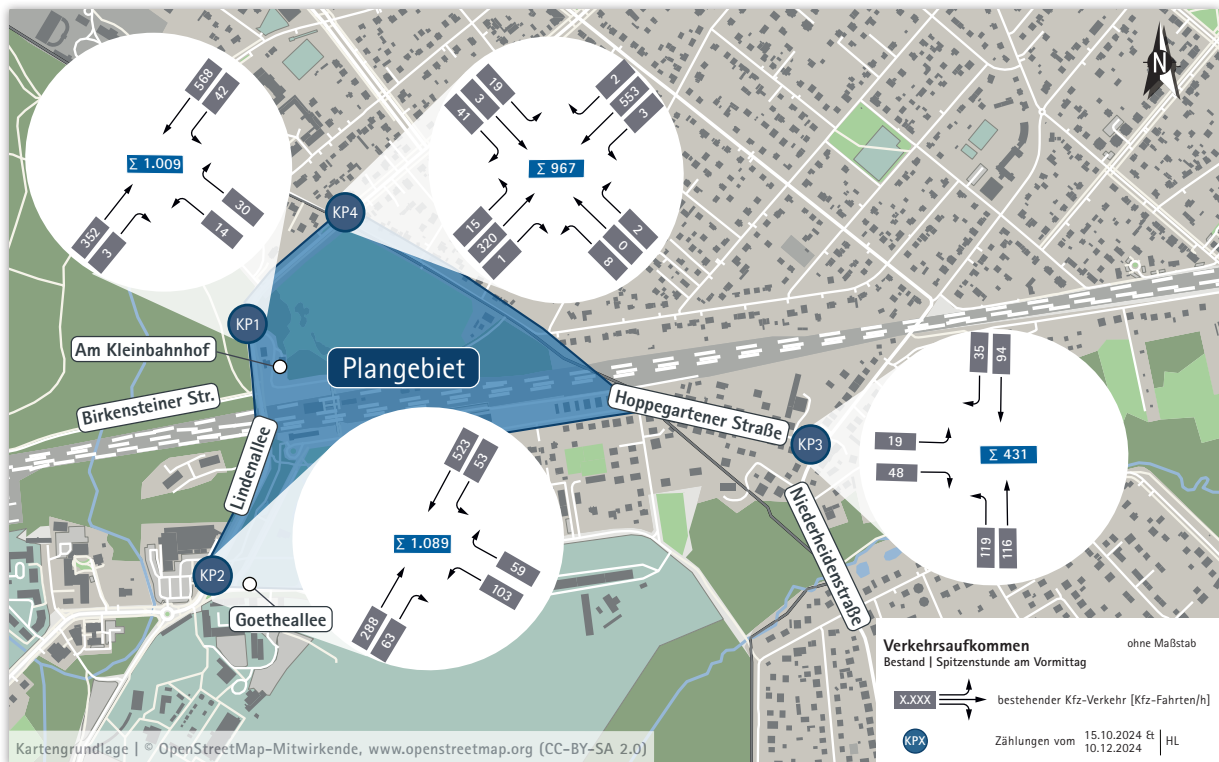 568
42
Σ 1.009
352
3
30
14
19
3
41
2
553
3
Σ 967
15
320
1
2
0
8
N
KP4
KP1
Am Kleinbahnhof
Plangebiet
Birkensteiner Str.
Lindenallee
Hoppegartener Straße
KP3
Niederheidenstraße
35
94
19
48
Σ 431
119
116
523
53
Σ 1.089
59
103
288
63
KP2
Goetheallee
Verkehrsaufkommen
ohne Maßstab
Bestand | Spitzenstunde am Vormittag
X.XXX
bestehender Kfz-Verkehr [Kfz-Fahrten/h]
KPX
Zählungen vom 15.10.2024 & 10.12.2024 | HL
Kartengrundlage | © OpenStreetMap-Mitwirkende, www.openstreetmap.org (CC-BY-SA 2.0)